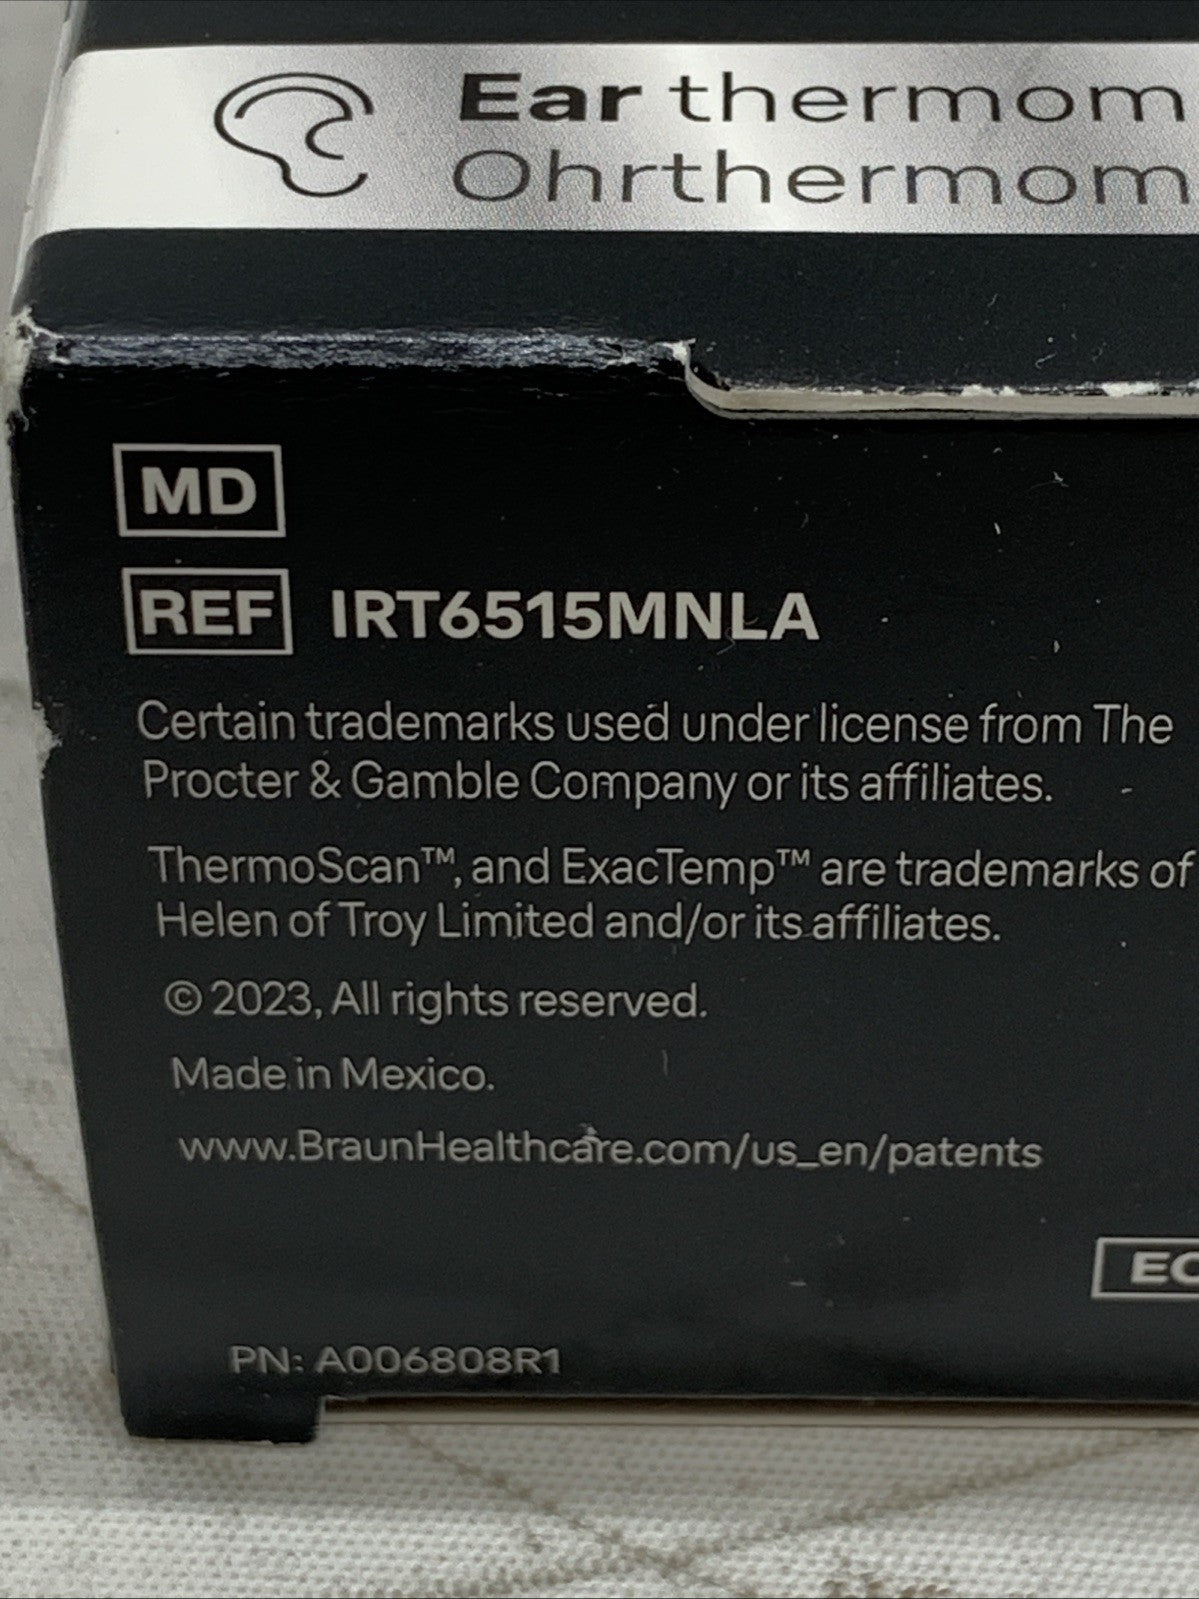 Ear thermom
Ohrthermom
MD
REF IRT6515MNLA
Certain trademarks used under license from The
Procter & Gamble Company or its affiliates.
ThermoScan™, and ExacTemp™ are trademarks of
Helen of Troy Limited and/or its affiliates.
© 2023, All rights reserved.
Made in Mexico.
www.BraunHealthcare.com/us_en/patents
EC
PN: A006808R1